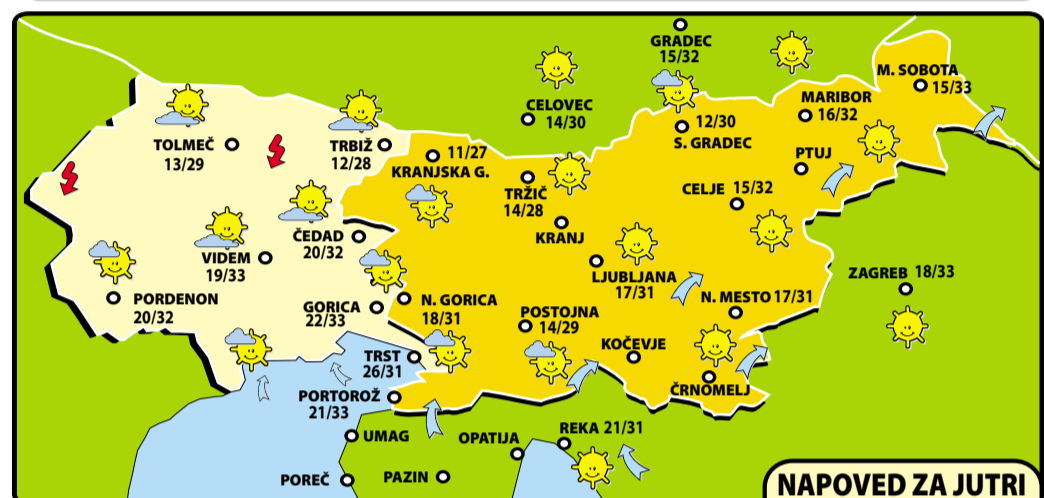 GRADEC
15/32
M. SOBOTA
15/33
CELOVEC
14/30
MARIBOR
16/32
12/30
S. GRADEC
TOLMEČ
13/29
TRBIŽ
12/28
11/27
KRANJSKA G.
PTUJ
TRŽIČ
14/28
CELJE 15/32
KRANJ
ČEDAD
20/32
VIDEM
19/33
LJUBLJANA
17/31
ZAGREB 18/33
PORDENON
20/32
GORICA
22/33
N. GORICA
18/31
N. MESTO 17/31
POSTOJNA
14/29
KOČEVJE
TRST
26/31
ČRNOMELJ
PORTOROŽ
21/33
UMAG
OPATIJA
REKA 21/31
POREČ
PAZIN
NAPOVED ZA JUTRI